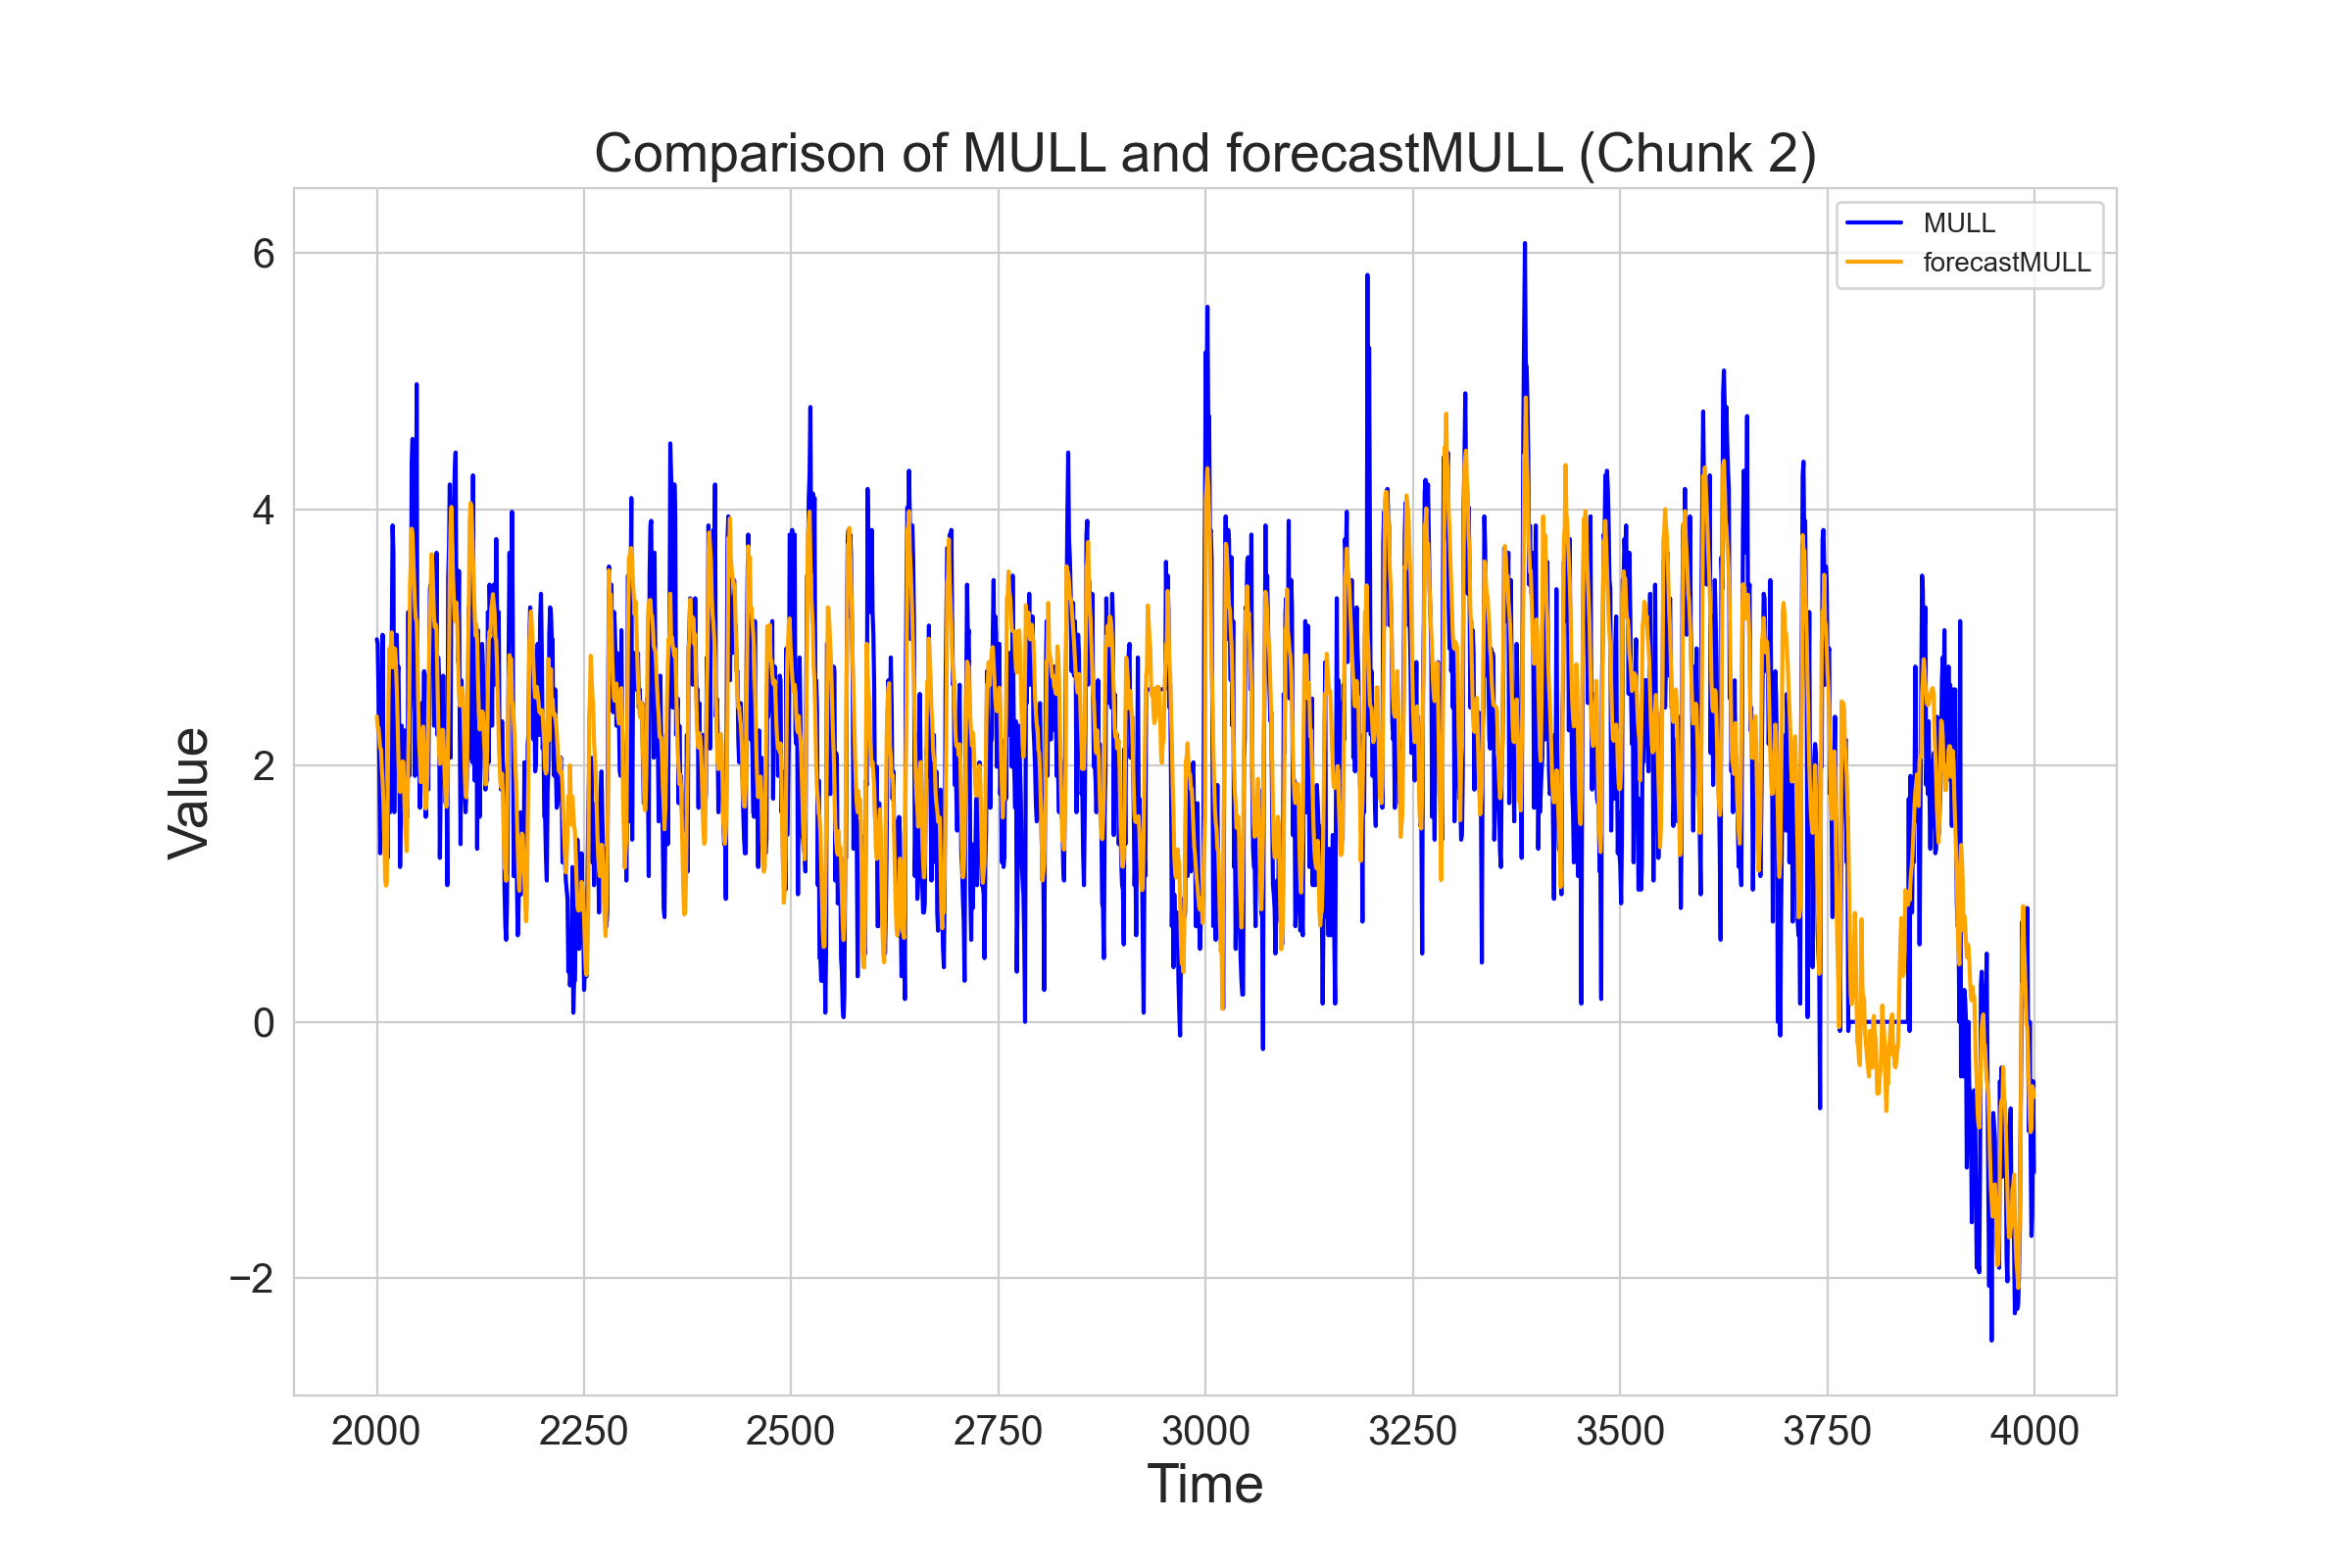 Comparison of MULL and forecastMULL (Chunk 2)
MULL
forecastMULL
6
4
2
0
−2
Value
2000 2250 2500 2750 3000 3250 3500 3750 4000
Time